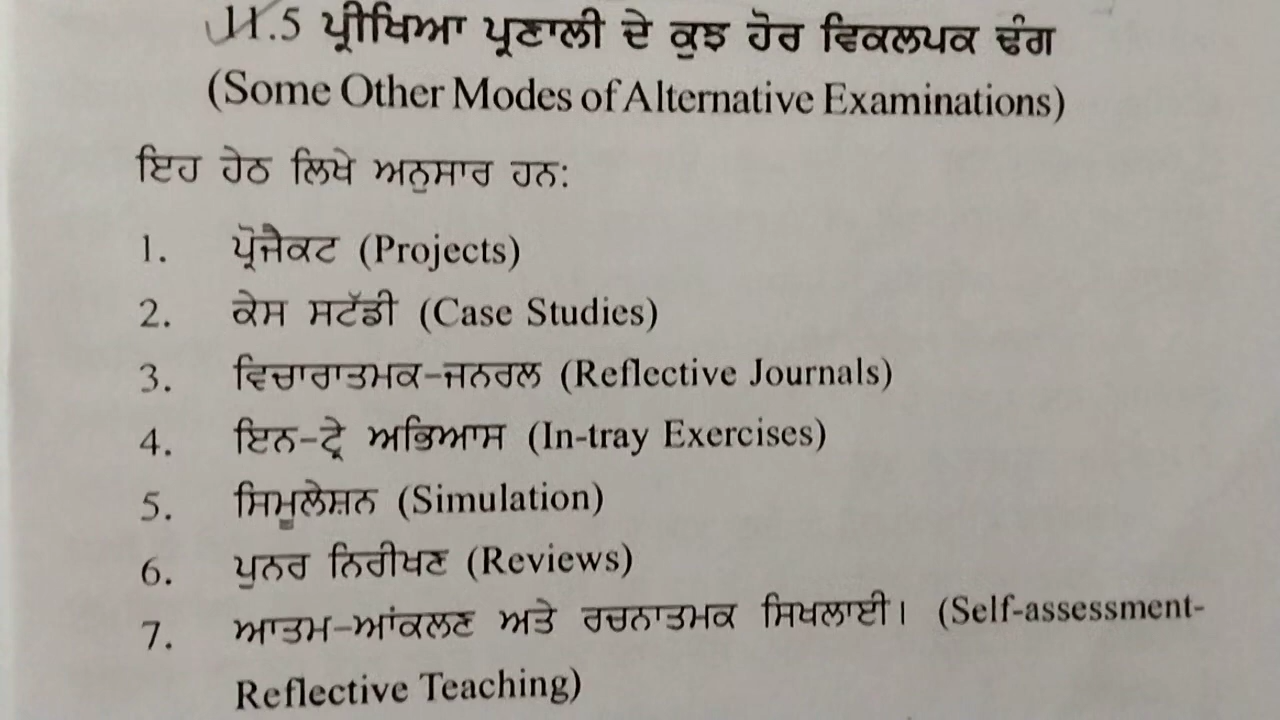 11.5 ਪ੍ਰੀਖਿਆ ਪ੍ਰਣਾਲੀ ਦੇ ਕੁਝ ਹੋਰ ਵਿਕਲਪਕ ਢੰਗ
(Some Other Modes of Alternative Examinations)
ਇਹ ਹੇਠ ਲਿਖੇ ਅਨੁਸਾਰ ਹਨ:
1. ਪ੍ਰੋਜੈਕਟ (Projects)
2. ਕੇਸ ਸਟੱਡੀ (Case Studies)
3. ਵਿਚਾਰਾਤਮਕ-ਜਨਰਲ (Reflective Journals)
4. ਇਨ-ਟ੍ਰੇ ਅਭਿਆਸ (In-tray Exercises)
5. ਸਿਮੂਲੇਸ਼ਨ (Simulation)
6. ਪੁਨਰ ਨਿਰੀਖਣ (Reviews)
7. ਆਤਮ-ਆਂਕਲਣ ਅਤੇ ਰਚਨਾਤਮਕ ਸਿਖਲਾਈ। (Self-assessment-
Reflective Teaching)